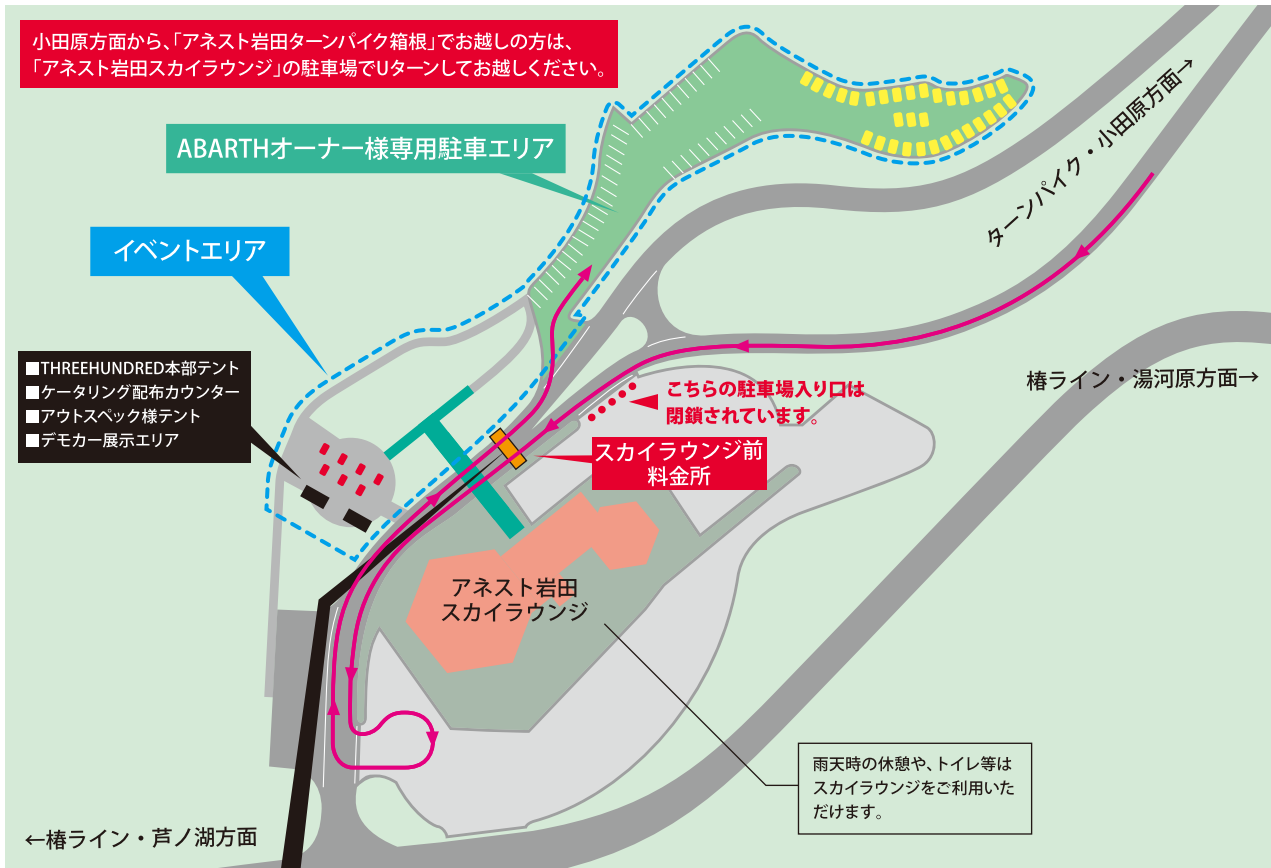 小田原方面から、「アネスト岩田ターンパイク箱根」でお越しの方は、
「アネスト岩田スカイラウンジ」の駐車場でUターンしてお越しください。
ABARTHオーナー様専用駐車エリア
イベントエリア
■THREEHUNDRED本部テント
■ケータリング配布カウンター
■アウトスペック様テント
■デモカー展示エリア
ターンパイク・小田原方面→
椿ライン・湯河原方面→
こちらの駐車場入り口は
閉鎖されています。
スカイラウンジ前
料金所
アネスト岩田
スカイラウンジ
雨天時の休憩や、トイレ等は
スカイラウンジをご利用いた
だけます。
←椿ライン・芦ノ湖方面